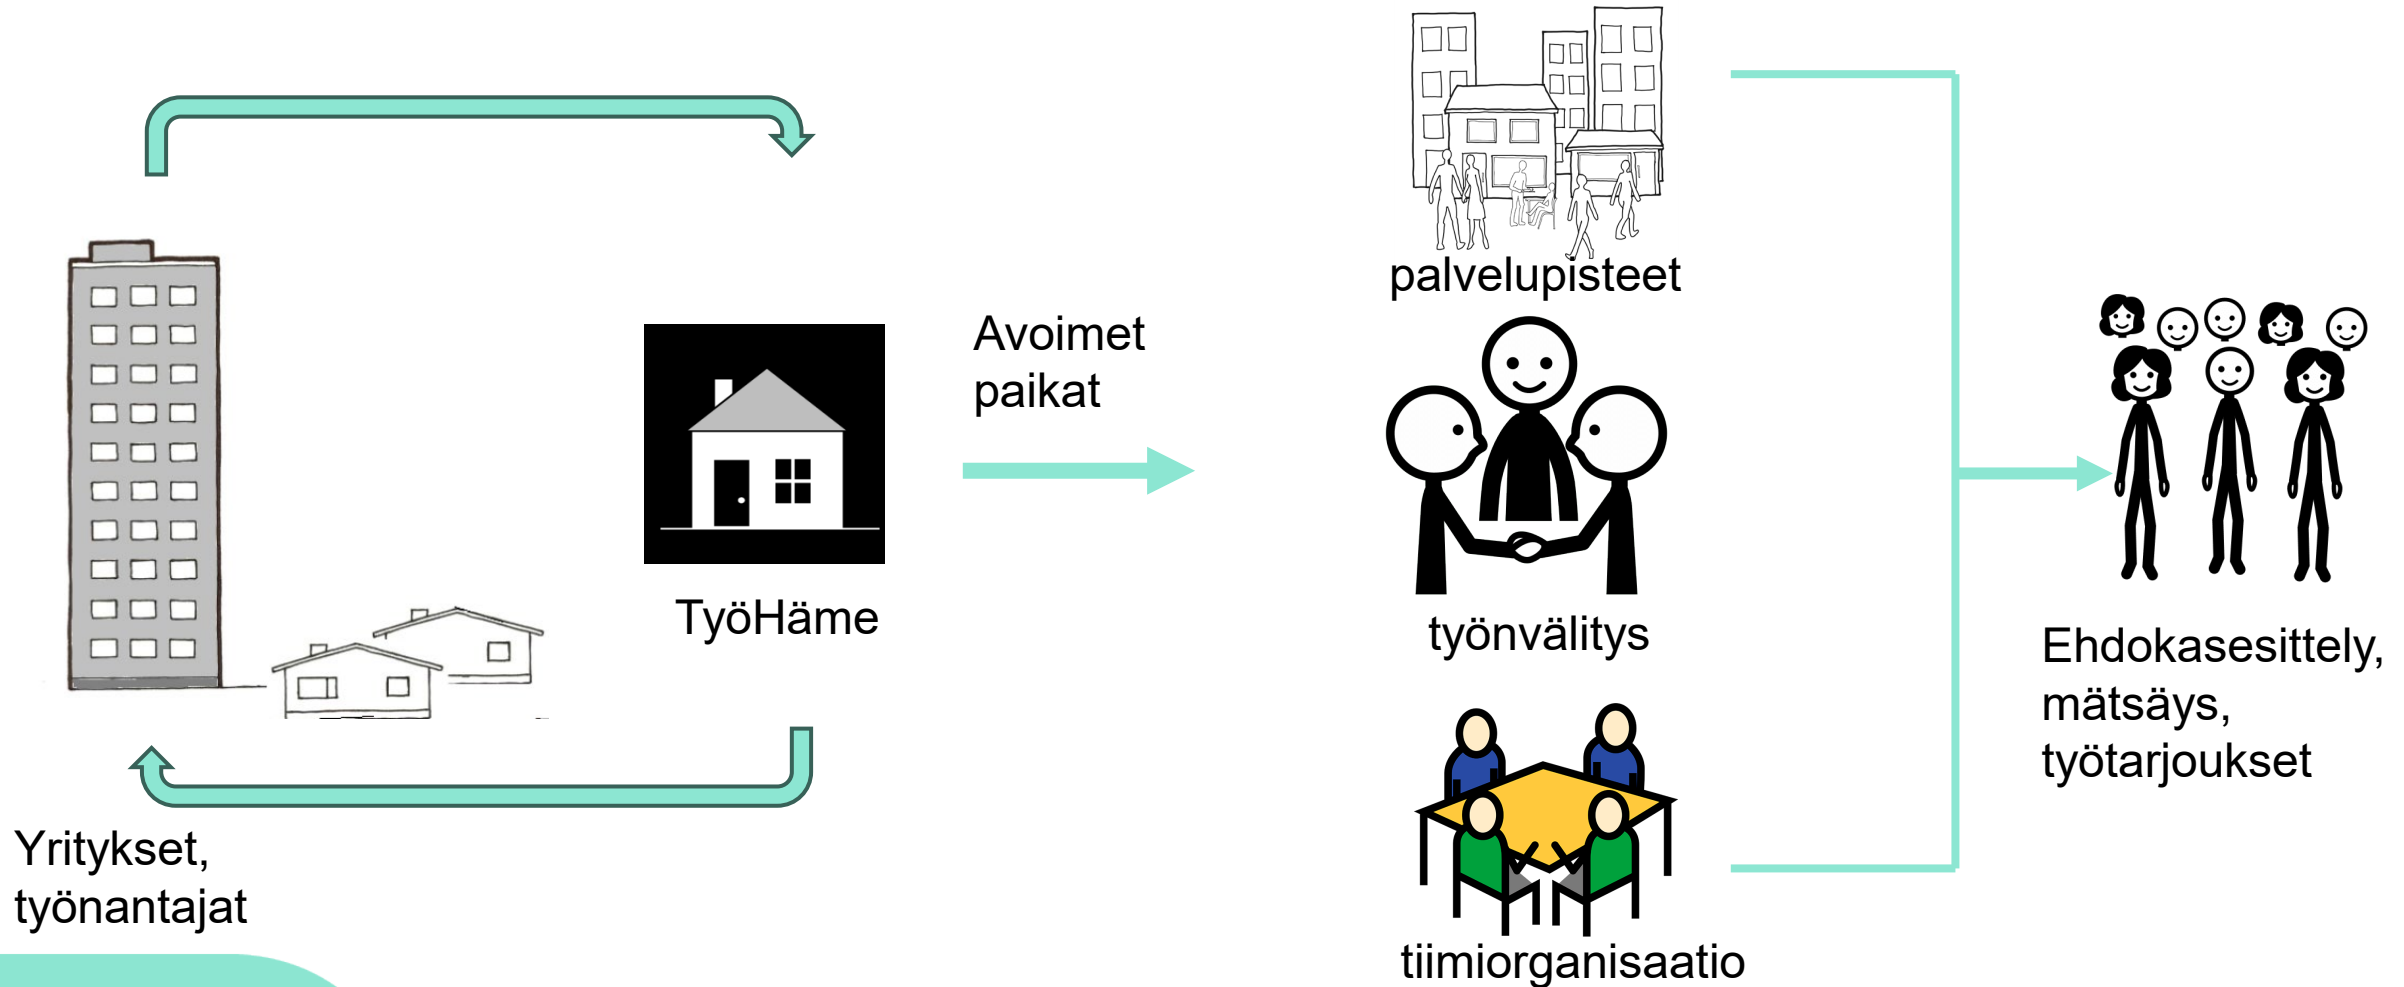 Yritykset,
työnantajat
TyöHäme
Avoimet
paikat
palvelupisteet
työnvälitys
tiimiorganisaatio
Ehdokasesittely,
mätsäys,
työtarjoukset